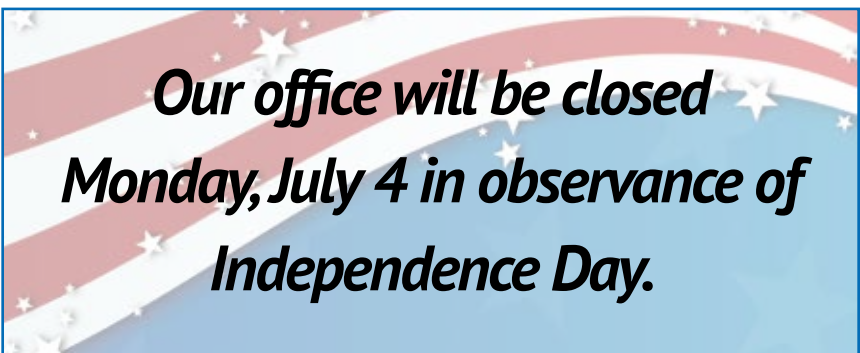 Our office will be closed
Monday, July 4 in observance of
Independence Day.